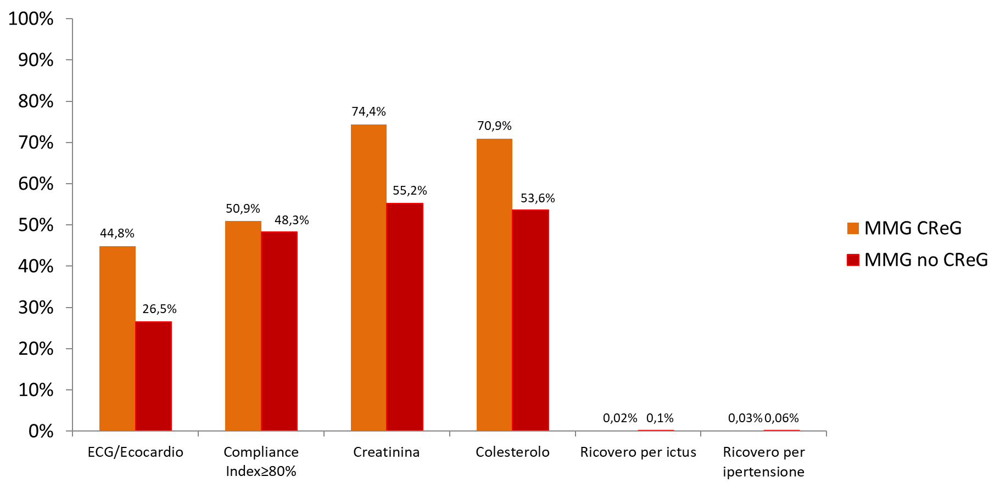 100%
90%
80%
70%
60%
50%
40%
30%
20%
10%
0%
44,8%
26,5%
50,9%
48,3%
74,4%
55,2%
70,9%
53,6%
0,02%
0,1%
0,03%
0,06%
ECG/Ecocardio
Compliance
Index≥80%
Creatinina
Colesterolo
Ricovero per ictus
Ricovero per
ipertensione
MMG CReG
MMG no CReG